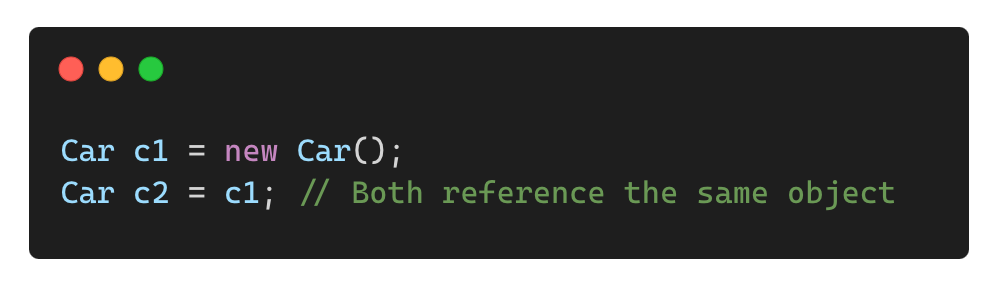 Car c1 = new Car();
Car c2 = c1; // Both reference the same object